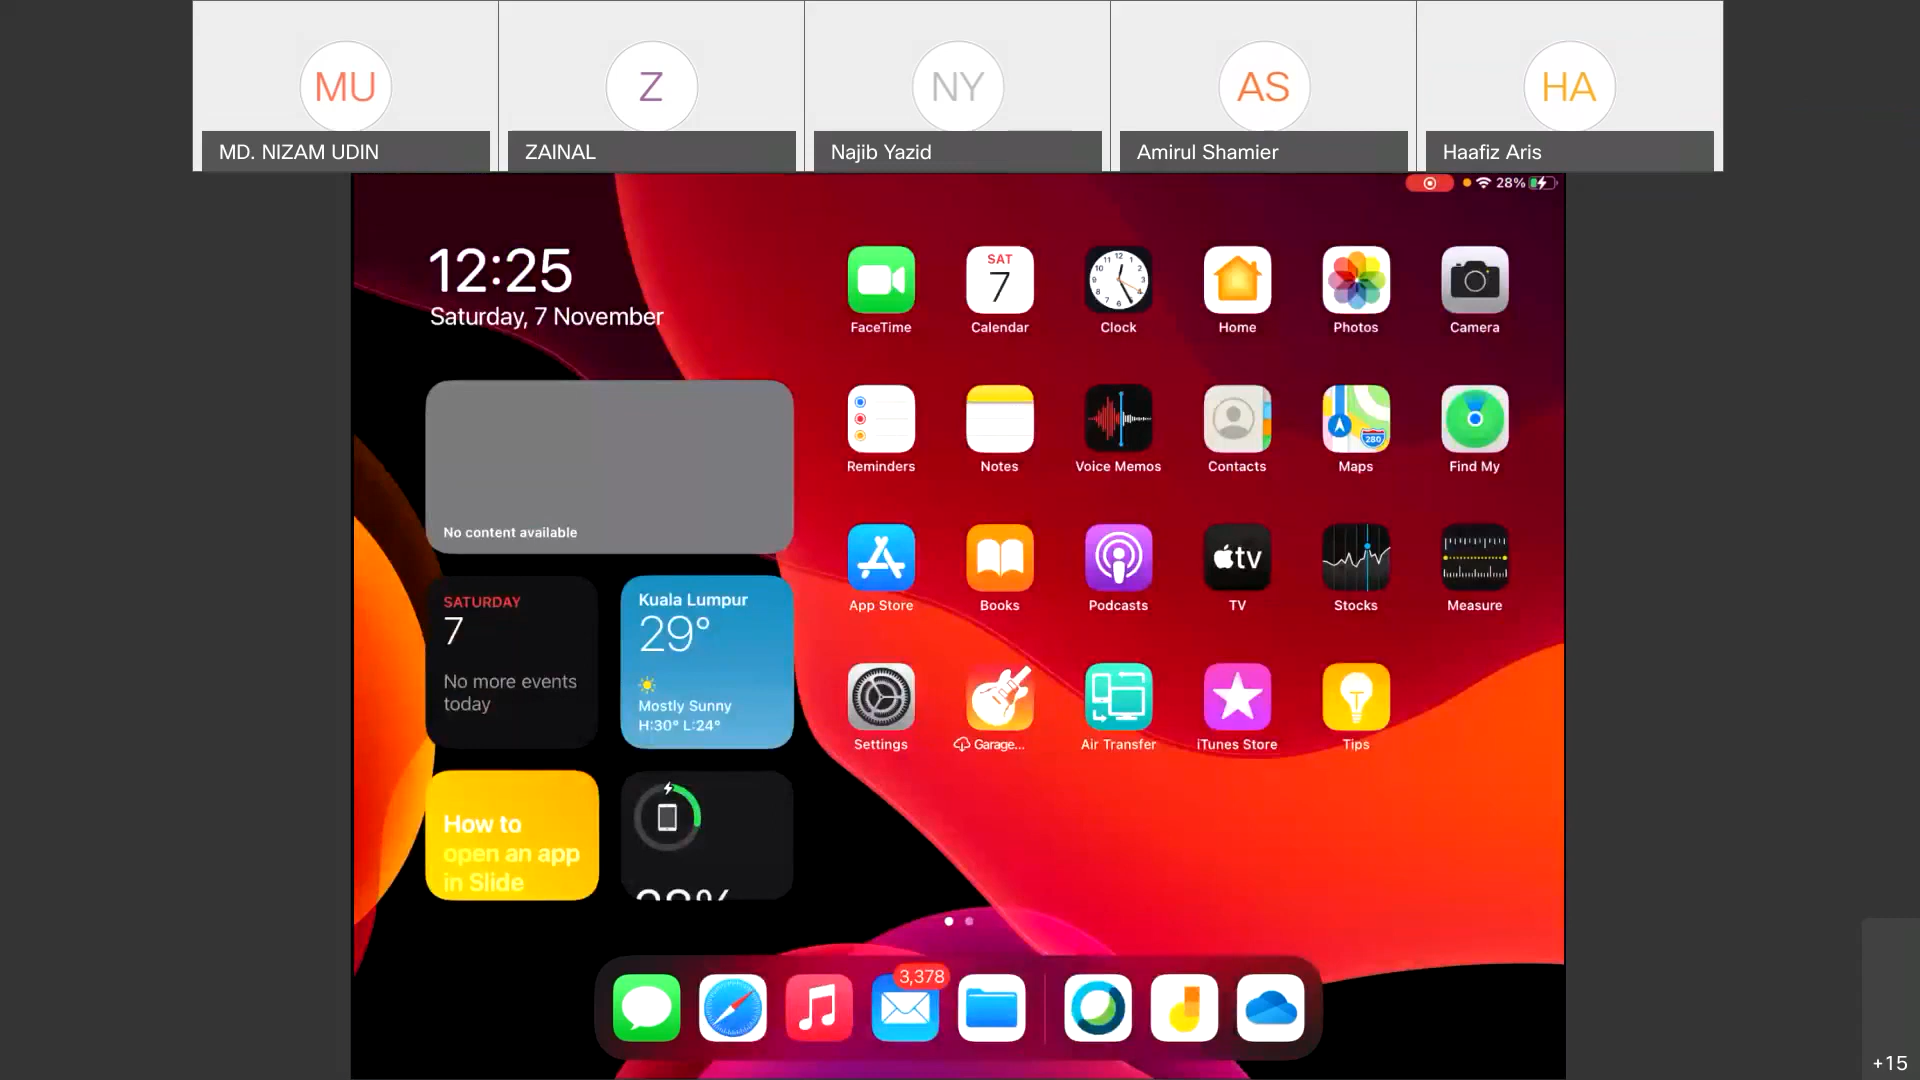 MU
Z
NY
AS
HA
MD. NIZAM UDIN
ZAINAL
Najib Yazid
Amirul Shamier
Haafiz Aris
28%
12:25
Saturday, 7 November
No content available
SATURDAY
7
No more events
today
Kuala Lumpur
29°
Mostly Sunny
H:30° L:24°
How to
open an app
in Slide
28%
SAT
7
FaceTime
Calendar
Clock
Home
Photos
Camera
Reminders
Notes
Voice Memos
Contacts
280
Maps
Find My
App Store
Books
Podcasts
tv
TV
Stocks
Measure
Settings
Garage...
Air Transfer
iTunes Store
Tips
3,378
+15